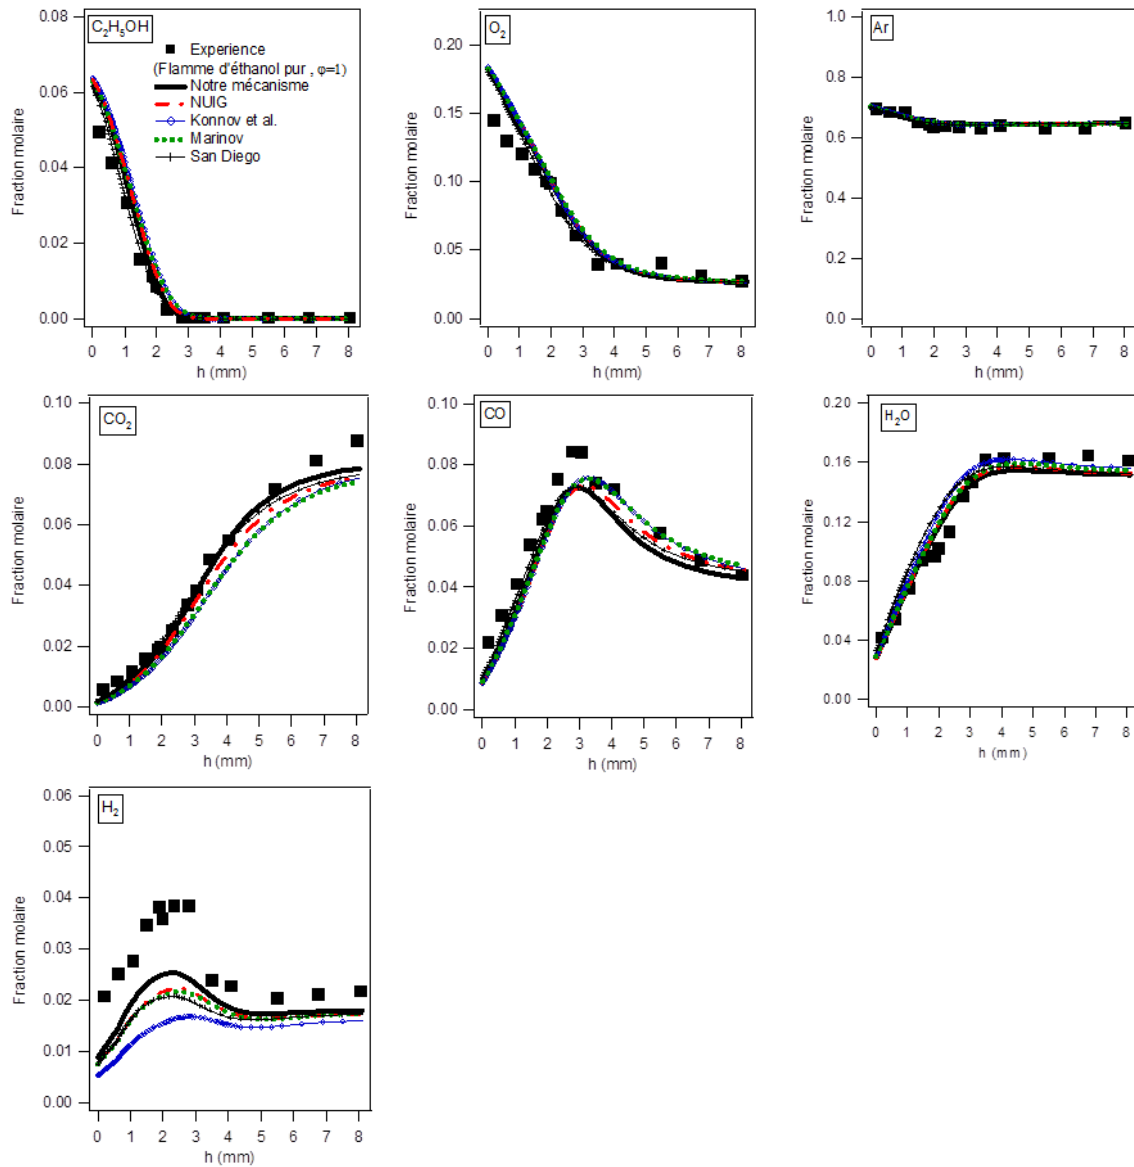 C₂H₅OH
Experience
(Flamme d'éthanol pur , φ=1)
Notre mécanisme
NUIG
Konnov et al.
Marinov
San Diego
Fraction molaire
0.08
0.06
0.04
0.02
0.00
0 1 2 3 4 5 6 7 8
h (mm)
O₂
Fraction molaire
0.20
0.15
0.10
0.05
0.00
0 1 2 3 4 5 6 7 8
h (mm)
Ar
Fraction molaire
1.0
0.8
0.6
0.4
0.2
0.0
0 1 2 3 4 5 6 7 8
h (mm)
CO₂
Fraction molaire
0.10
0.08
0.06
0.04
0.02
0.00
0 1 2 3 4 5 6 7 8
h (mm)
CO
Fraction molaire
0.10
0.08
0.06
0.04
0.02
0.00
0 1 2 3 4 5 6 7 8
h (mm)
H₂O
Fraction molaire
0.20
0.16
0.12
0.08
0.04
0.00
0 1 2 3 4 5 6 7 8
h (mm)
H₂
Fraction molaire
0.06
0.05
0.04
0.03
0.02
0.01
0.00
0 1 2 3 4 5 6 7 8
h (mm)